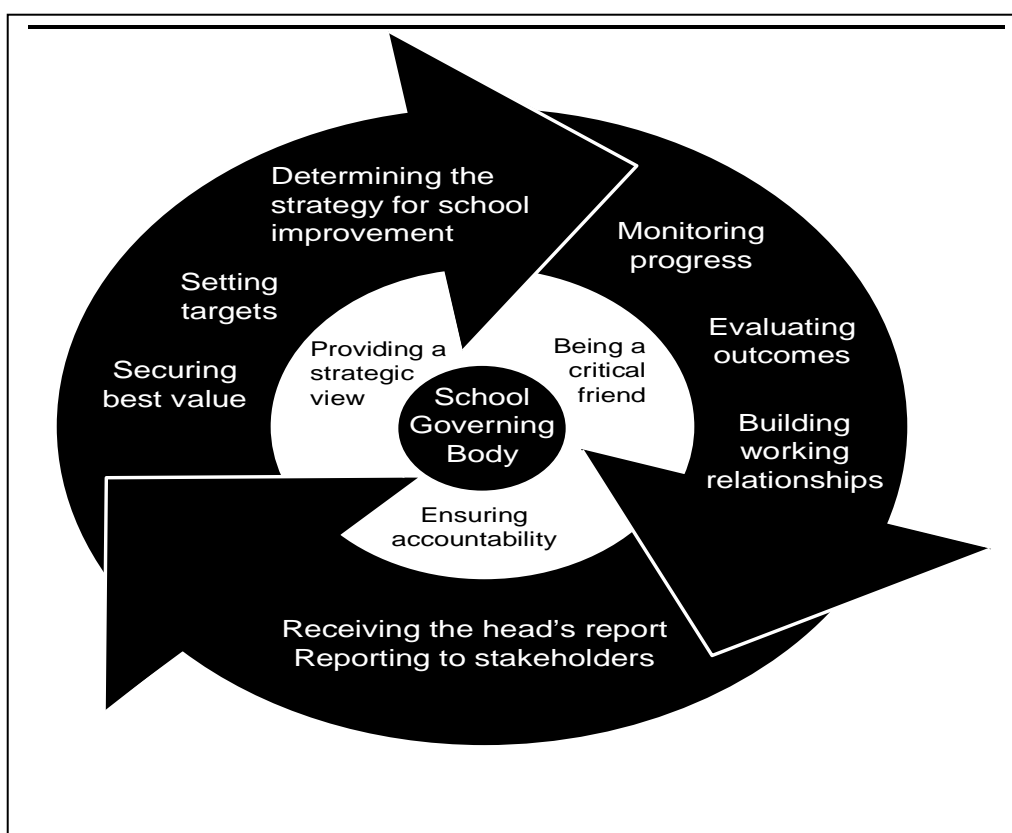 Determining the
strategy for school
improvement
Setting
targets
Securing
best value
Monitoring
progress
Evaluating
outcomes
Building
working
relationships
Providing a
strategic
view
Being a
critical
friend
School
Governing
Body
Ensuring
accountability
Receiving the head's report
Reporting to stakeholders